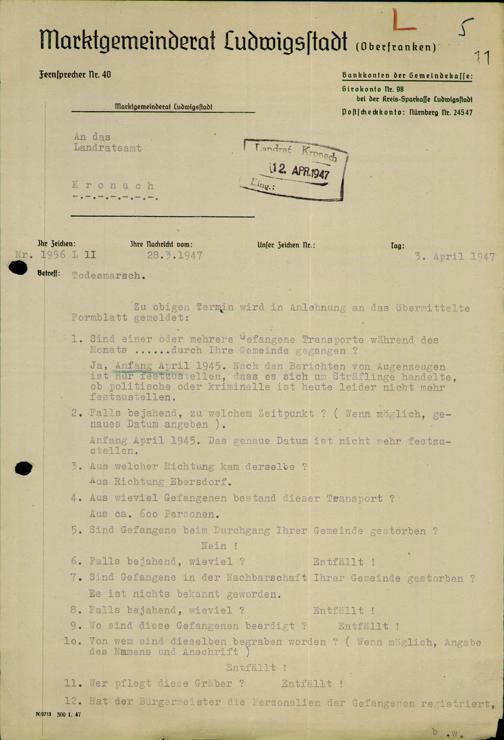 L 5
11
Marktgemeinderat Ludwigsstadt (Oberfranken)
Fernsprecher Nr. 40
Bankkonten der Gemeindekasse:
Girokonto Nr. 98
bei der Kreis-Sparkasse Ludwigsstadt
Postscheckkonto: Nürnberg Nr. 24547
Marktgemeinderat Ludwigsstadt
An das
Landratsamt
Kronach
-.-.-.-.-.-.-.
Landrat Kronach
12. APR. 1947
Eing.:
Ihr Zeichen: Ihre Nachricht vom: Unser Zeichen Nr.: Tag:
Nr. 1956 L II 28.3.1947 3. April 1947
Betreff: Todesmarsch.
Zu obigen Termin wird in Anlehnung an das übermittelte
Formblatt gemeldet:
1. Sind einer oder mehrere Gefangene Transporte während des
Monats ......durch Ihre Gemeinde gegangen ?
Ja, Anfang April 1945. Nach den Berichten von Augenzeugen
ist nur festzustellen, dass es sich um Sträflinge handelte,
ob politische oder kriminelle ist heute leider nicht mehr
festzustellen.
2. Falls bejahend, zu welchem Zeitpunkt ? ( Wenn möglich, ge-
naues Datum angeben ).
Anfang April 1945. Das genaue Datum ist nicht mehr festzu-
stellen.
3. Aus welcher Richtung kam derselbe ?
Aus Richtung Ebersdorf.
4. Aus wieviel Gefangenen bestand dieser Transport ?
Aus ca. 6oo Personen.
5. Sind Gefangene beim Durchgang Ihrer Gemeinde gestorben ?
Nein !
6. Falls bejahend, wieviel ? Entfällt !
7. Sind Gefangene in der Nachbarschaft Ihrer Gemeinde gestorben ?
Es ist nichts bekannt geworden.
8. Falls bejahend, wieviel ? Entfällt !
9. Wo sind diese Gefangenen beerdigt ? Entfällt !
1o. Von wem sind dieselben begraben worden ? ( Wenn möglich, Angabe
des Namens und Anschrift )
Entfällt !
11. Wer pflegt diese Gräber ? Entfällt !
12. Hat der Bürgermeister die Personalien der Gefangenen registriert,
500 1. 47
b .w.